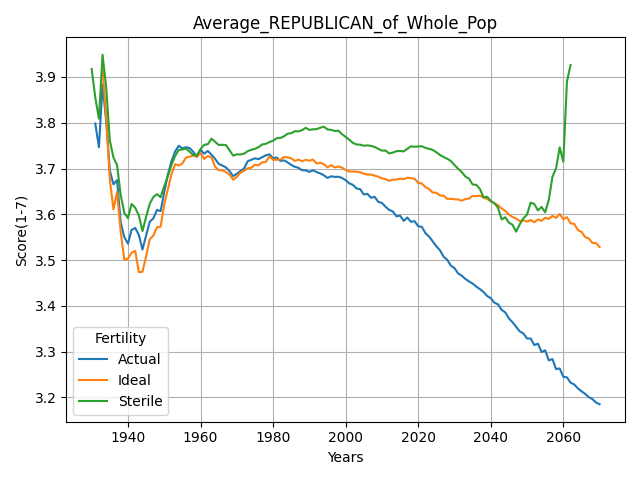 Average_REPUBLICAN_of_Whole_Pop
Score(1-7)
3.9
3.8
3.7
3.6
3.5
3.4
3.3
3.2
Fertility
Actual
Ideal
Sterile
1940 1960 1980 2000 2020 2040 2060
Years